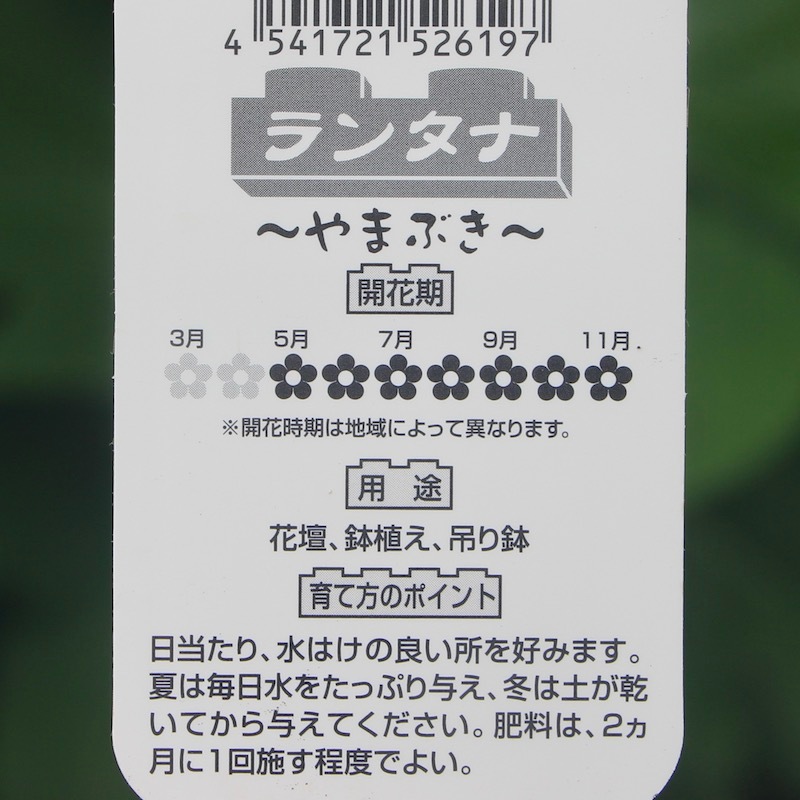 4 541721 526197
ランタナ
～やまぶき～
開花期
3月 5月 7月 9月 11月.
※開花時期は地域によって異なります。
用 途
花壇、鉢植え、吊り鉢
育て方のポイント
日当たり、水はけの良い所を好みます。
夏は毎日水をたっぷり与え、冬は土が乾
いてから与えてください。肥料は、2ヵ
月に1回施す程度でよい。